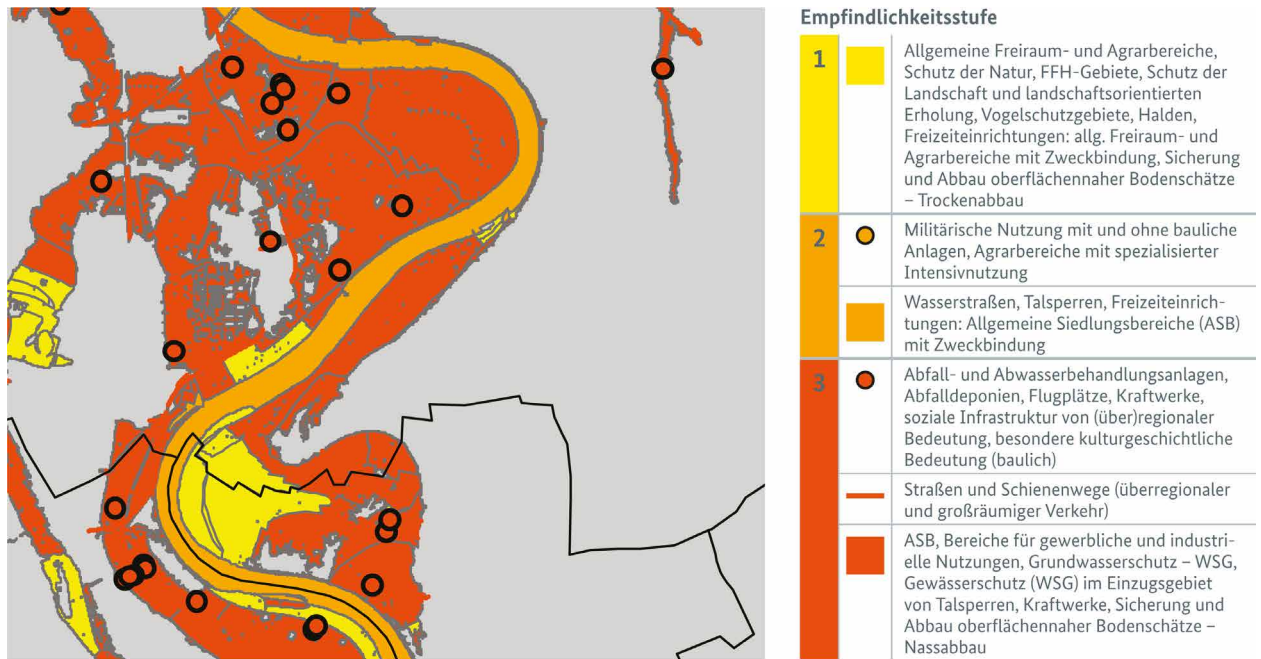 Empfindlichkeitsstufe
1
Allgemeine Freiraum- und Agrarbereiche,
Schutz der Natur, FFH-Gebiete, Schutz der
Landschaft und landschaftsorientierten
Erholung, Vogelschutzgebiete, Halden,
Freizeiteinrichtungen: allg. Freiraum- und
Agrarbereiche mit Zweckbindung, Sicherung
und Abbau oberflächennaher Bodenschätze
– Trockenabbau
2
Militärische Nutzung mit und ohne bauliche
Anlagen, Agrarbereiche mit spezialisierter
Intensivnutzung
Wasserstraßen, Talsperren, Freizeiteinrich-
tungen: Allgemeine Siedlungsbereiche (ASB)
mit Zweckbindung
3
Abfall- und Abwasserbehandlungsanlagen,
Abfalldeponien, Flugplätze, Kraftwerke,
soziale Infrastruktur von (über)regionaler
Bedeutung, besondere kulturgeschichtliche
Bedeutung (baulich)
Straßen und Schienenwege (überregionaler
und großräumiger Verkehr)
ASB, Bereiche für gewerbliche und industri-
elle Nutzungen, Grundwasserschutz – WSG,
Gewässerschutz (WSG) im Einzugsgebiet
von Talsperren, Kraftwerke, Sicherung und
Abbau oberflächennaher Bodenschätze –
Nassabbau